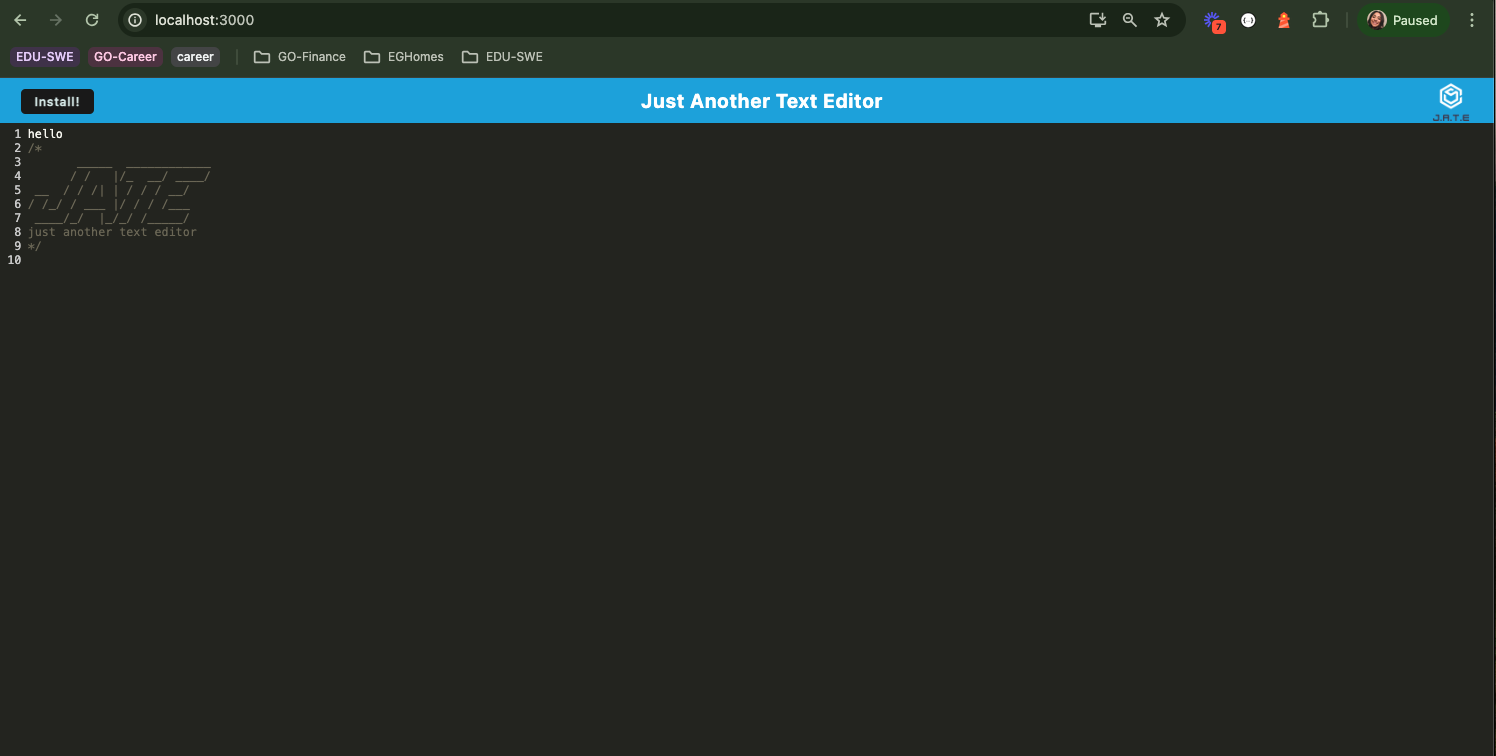 localhost:3000
7
Paused
EDU-SWE GO-Career career GO-Finance EGHomes EDU-SWE
Install! Just Another Text Editor
J.A.T.E
1 hello
2 /*
3        _____  ____________
4       / /   |/_  __/ ____/
5  __  / / /| | / / / __/
6 / /_/ / ___ |/ / / /___
7  ____/_/  |_/_/ /_____/
8 just another text editor
9 */
10